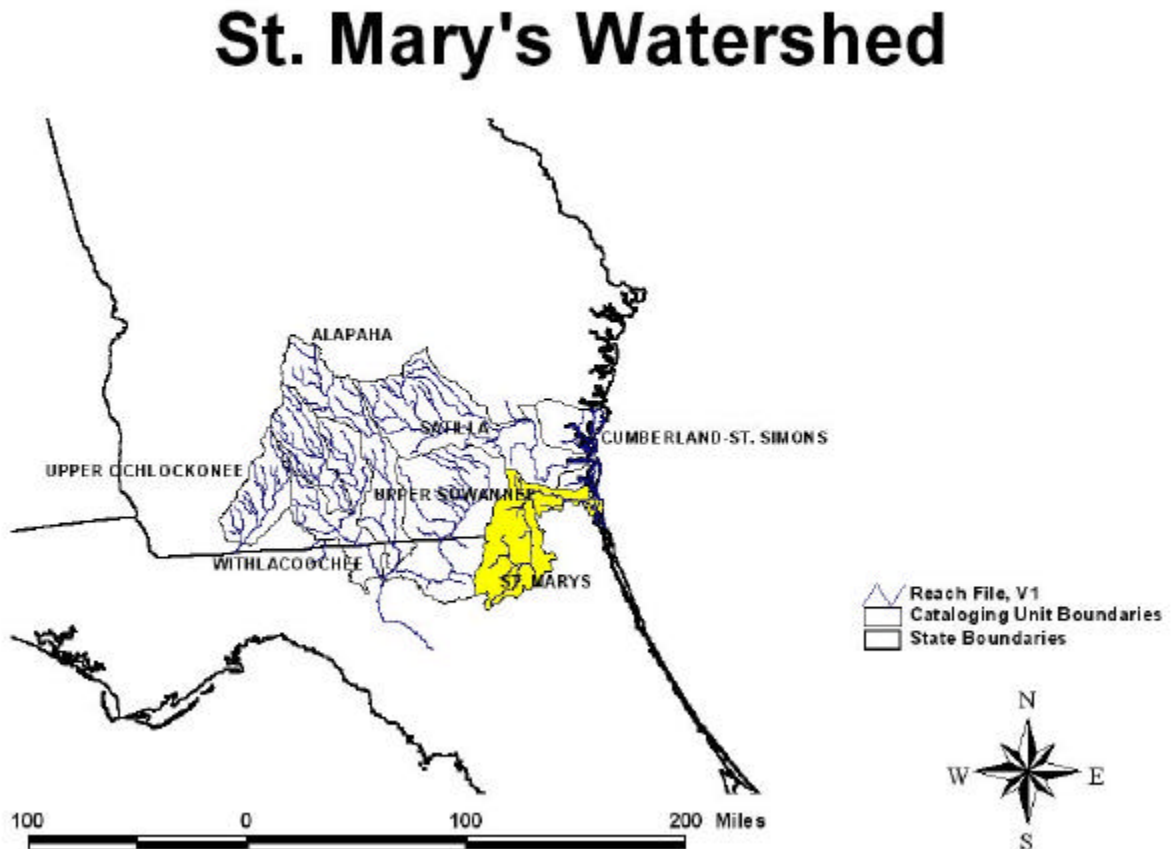 St. Mary's Watershed
ALAPAHA
SATILLA
CUMBERLAND-ST. SIMONS
UPPER OCHLOCKONEE
UPPER SUWANNEE
WITHLACOOCHEE
ST. MARYS
Reach File, V1
Cataloging Unit Boundaries
State Boundaries
N
W E
S
100 0 100 200 Miles